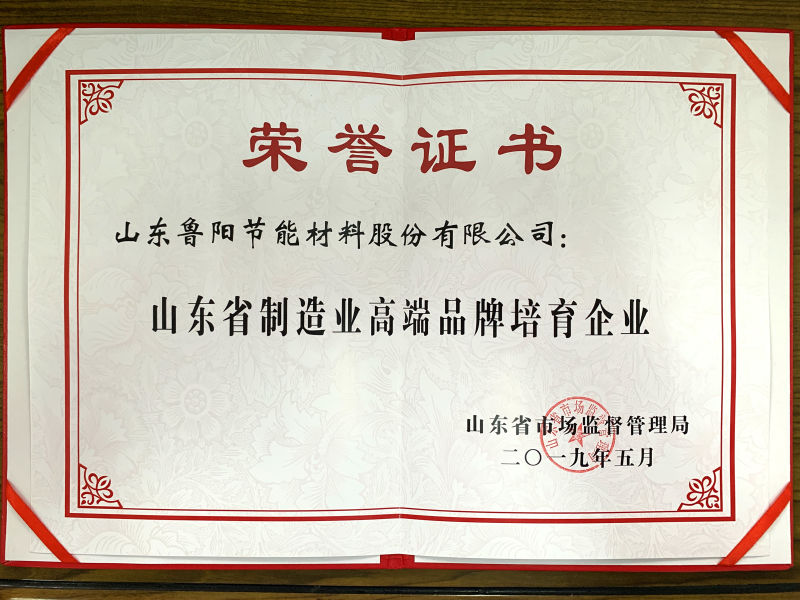 荣誉证书
山东鲁阳节能材料股份有限公司：
山东省制造业高端品牌培育企业
山东省市场监督管理局
二〇一九年五月